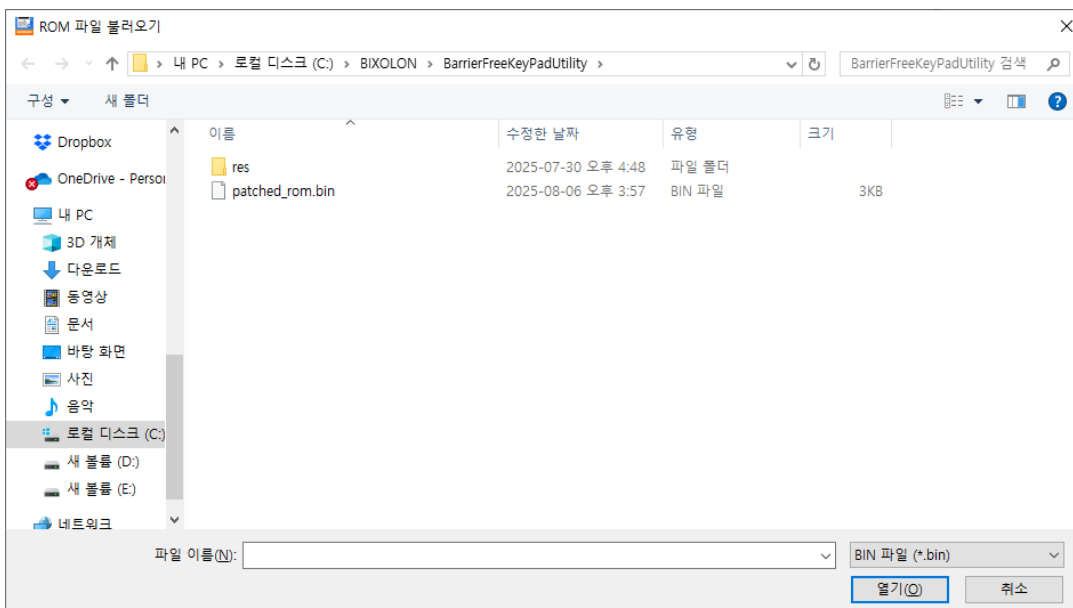 ROM 파일 불러오기
내 PC > 로컬 디스크 (C:) > BIXOLON > BarrierFreeKeyPadUtility > BarrierFreeKeyPadUtility 검색
구성 새 폴더
이름 수정한 날짜 유형 크기
Dropbox
OneDrive - Persor
내 PC
3D 개체
다운로드
동영상
문서
바탕 화면
사진
음악
로컬 디스크 (C:)
새 볼륨 (D:)
새 볼륨 (E:)
네트워크
res 2025-07-30 오후 4:48 파일 폴더
patched_rom.bin 2025-08-06 오후 3:57 BIN 파일 3KB
파일 이름(N): BIN 파일 (*.bin)
열기(O) 취소